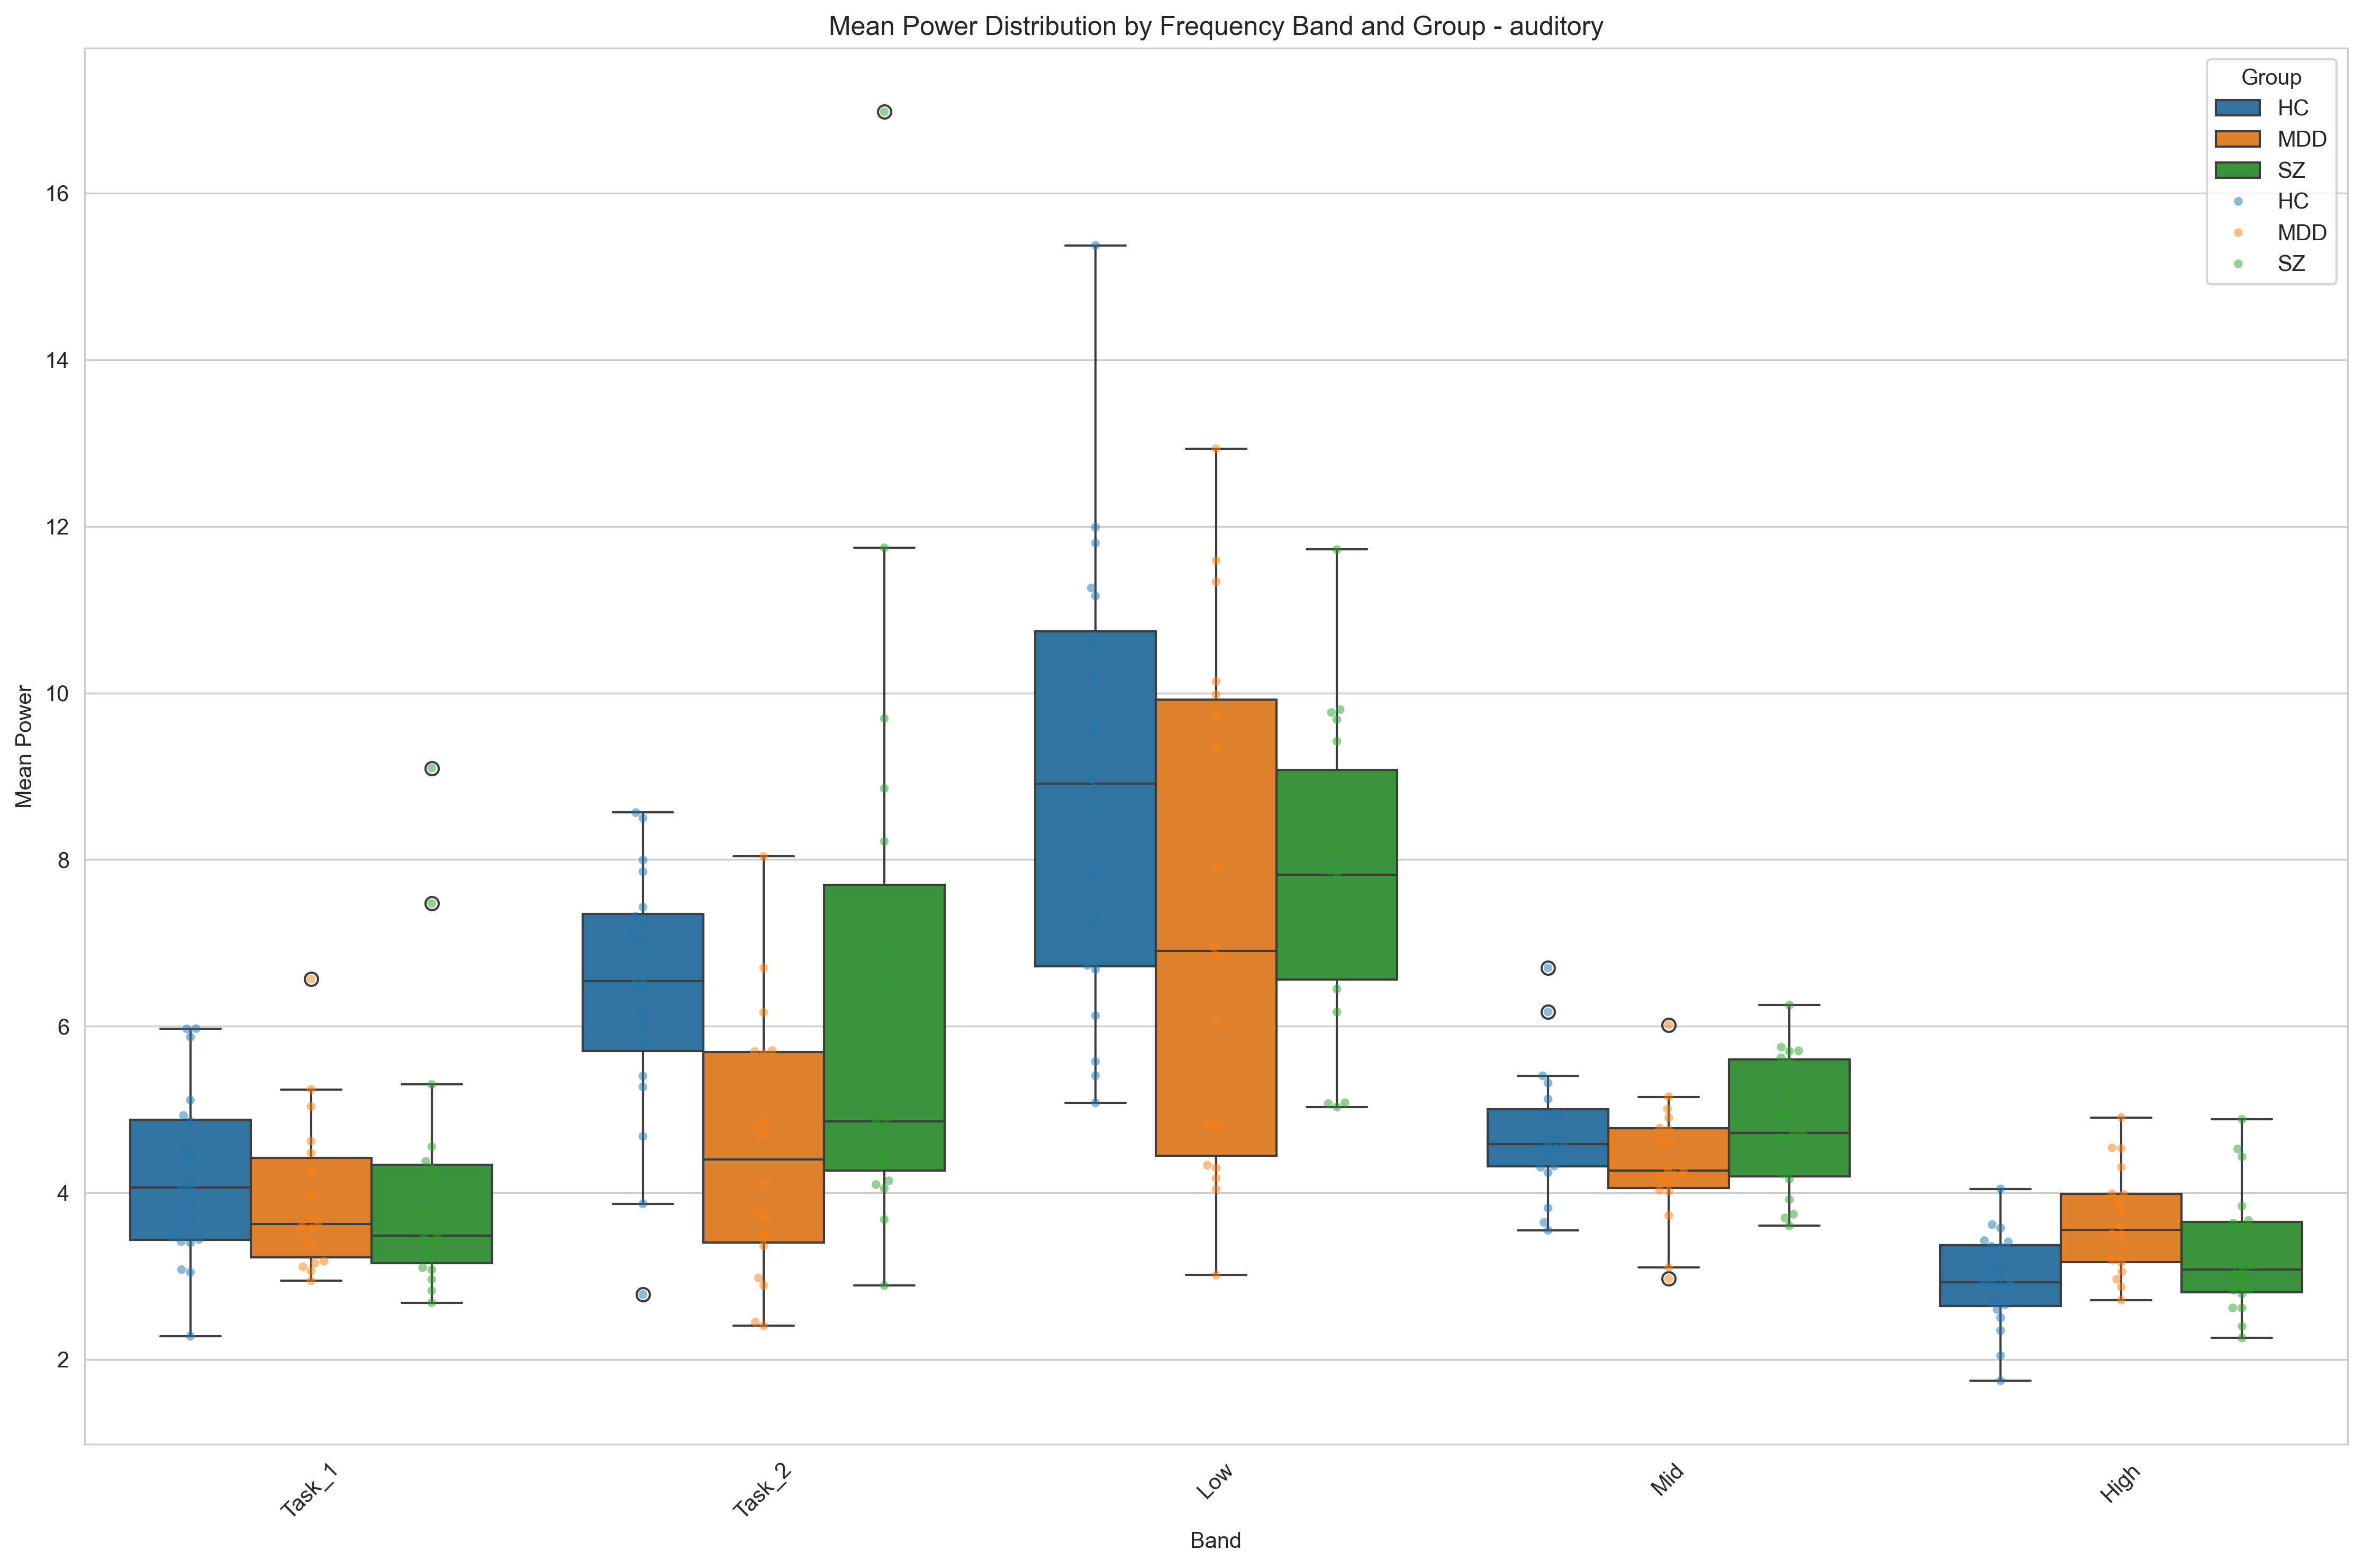 Mean Power Distribution by Frequency Band and Group - auditory
Group
HC
MDD
SZ
HC
MDD
SZ
16
14
12
10
8
6
4
2
Mean Power
Task_1
Task_2
Low
Mid
High
Band